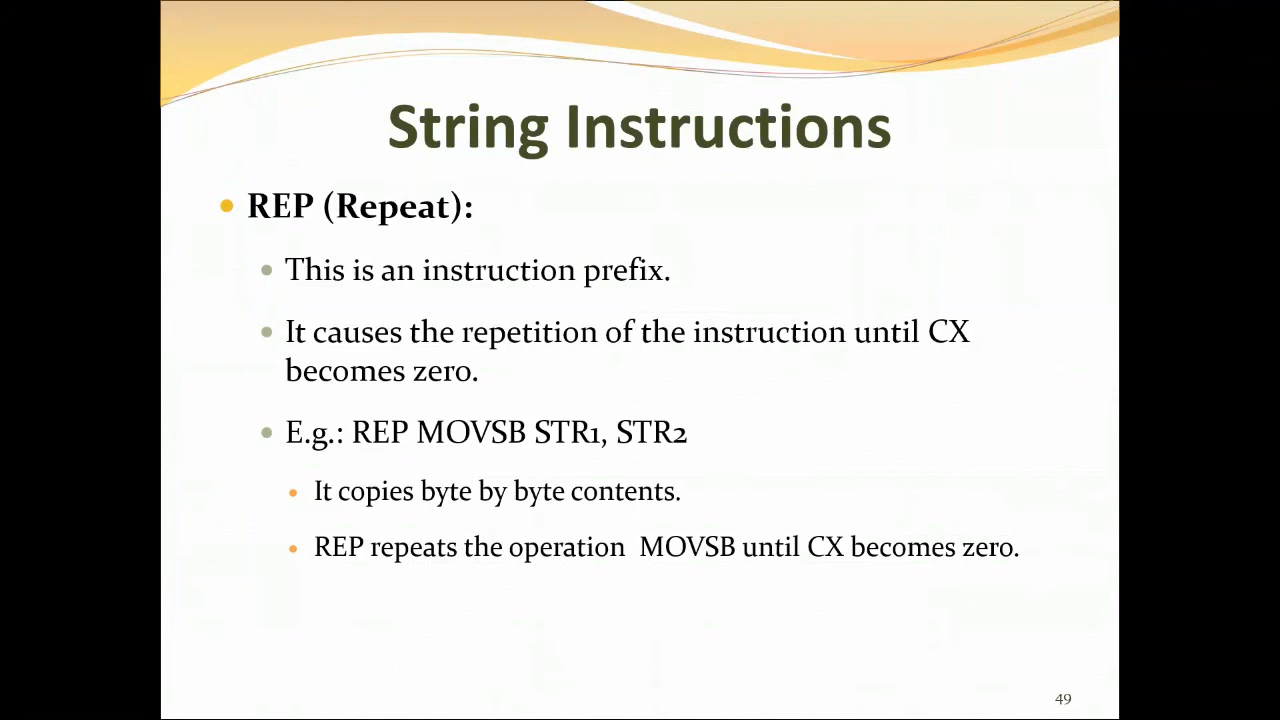 String Instructions
• REP (Repeat):
• This is an instruction prefix.
• It causes the repetition of the instruction until CX
becomes zero.
• E.g.: REP MOVSB STR1, STR2
• It copies byte by byte contents.
• REP repeats the operation  MOVSB until CX becomes zero.
49